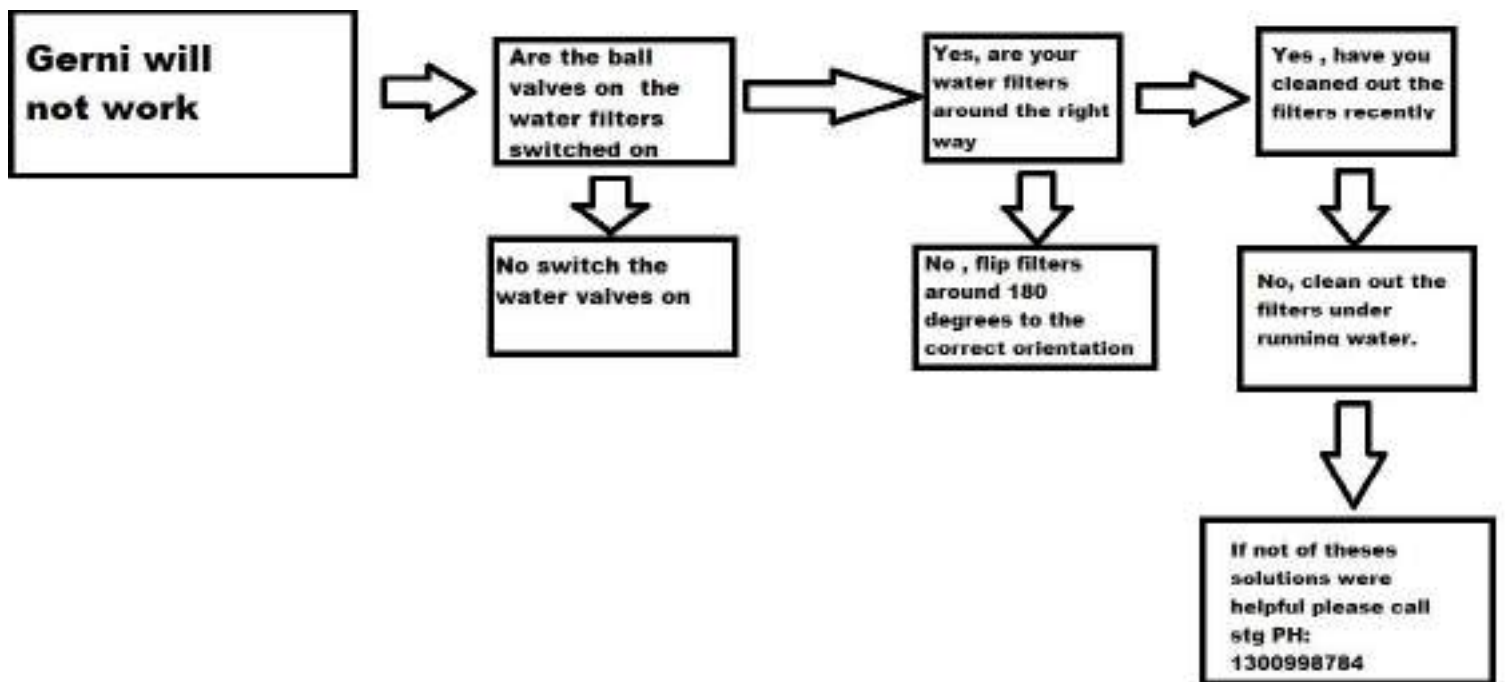 Gerni will
not work
Are the ball
valves on the
water filters
switched on
Yes, are your
water filters
around the right
way
Yes , have you
cleaned out the
filters recently
No switch the
water valves on
No , flip filters
around 180
degrees to the
correct orientation
No, clean out the
filters under
running water.
If not of theses
solutions were
helpful please call
stg PH:
1300998784